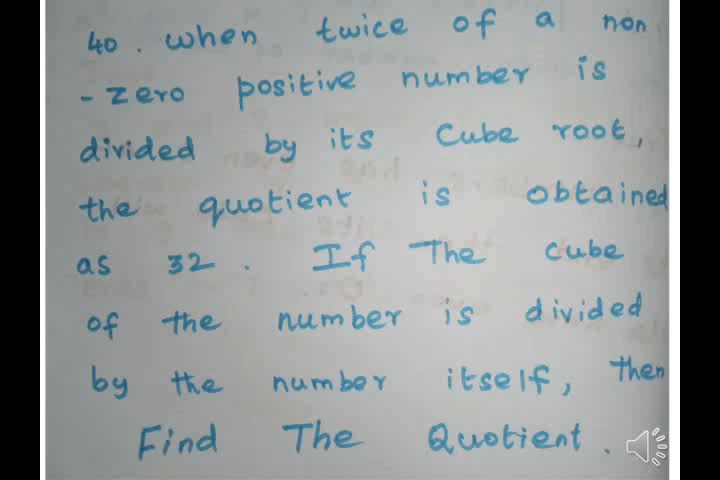 40. When twice of a non
-zero positive number is
divided by its Cube root,
the quotient is obtained
as 32. If The cube
of the number is divided
by the number itself, Then
Find The Quotient.